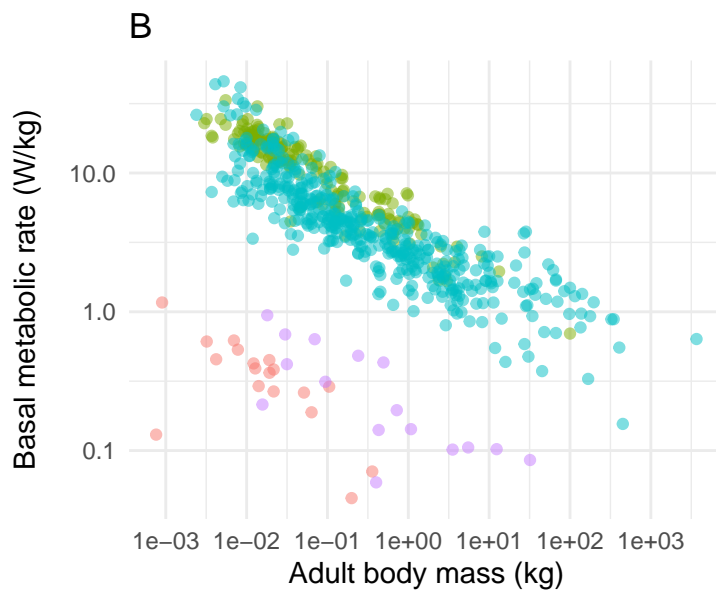 B
Basal metabolic rate (W/kg)
10.0
1.0
0.1
1e−03 1e−02 1e−01 1e+00 1e+01 1e+02 1e+03
Adult body mass (kg)